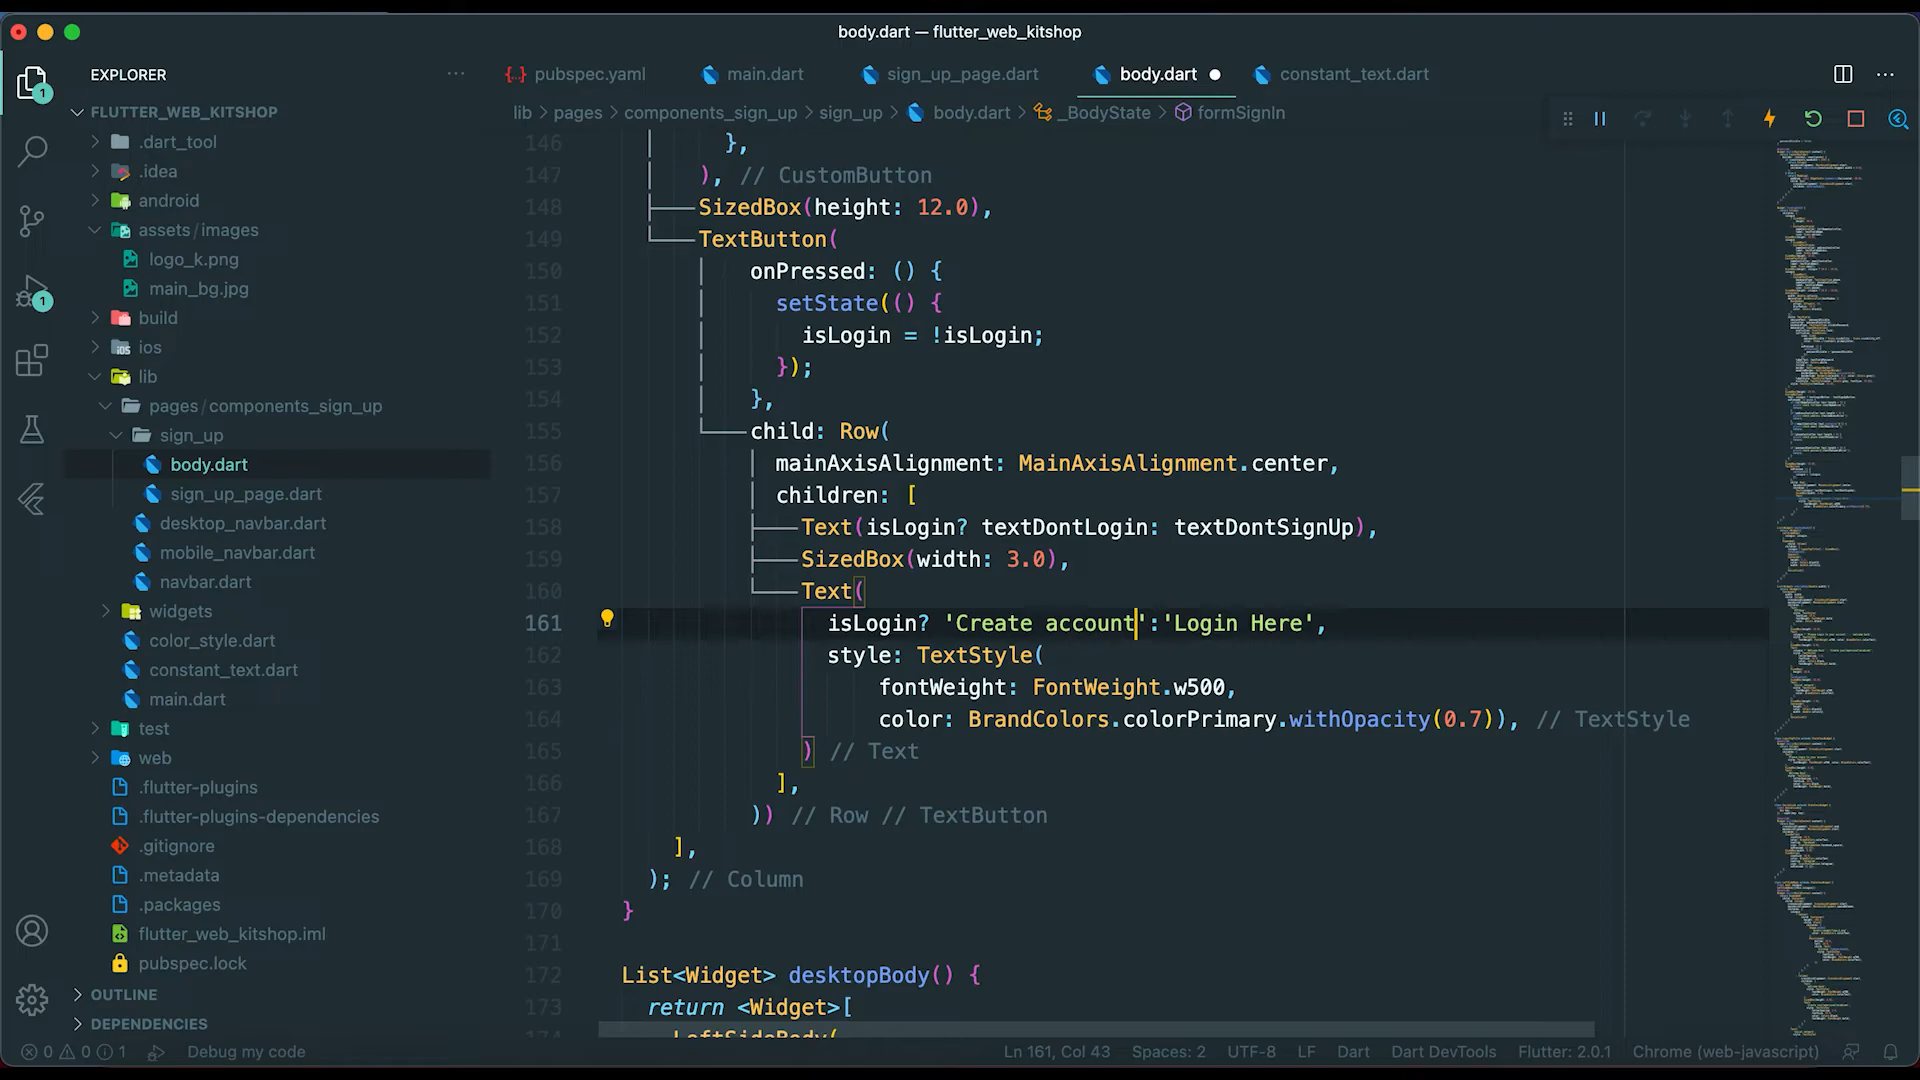 body.dart — flutter_web_kitshop
EXPLORER
pubspec.yaml
main.dart
sign_up_page.dart
body.dart
constant_text.dart
lib > pages > components_sign_up > sign_up > body.dart > _BodyState > formSignIn
FLUTTER_WEB_KITSHOP
.dart_tool
.idea
android
assets/images
logo_k.png
main_bg.jpg
build
ios
lib
pages/components_sign_up
sign_up
body.dart
sign_up_page.dart
desktop_navbar.dart
mobile_navbar.dart
navbar.dart
widgets
color_style.dart
constant_text.dart
main.dart
test
web
.flutter-plugins
.flutter-plugins-dependencies
.gitignore
.metadata
.packages
flutter_web_kitshop.iml
pubspec.lock
OUTLINE
DEPENDENCIES
146 },
147 ), // CustomButton
148 SizedBox(height: 12.0),
149 TextButton(
150 onPressed: () {
151 setState(() {
152 isLogin = !isLogin;
153 });
154 },
155 child: Row(
156 mainAxisAlignment: MainAxisAlignment.center,
157 children: [
158 Text(isLogin? textDontLogin: textDontSignUp),
159 SizedBox(width: 3.0),
160 Text(
161 isLogin? 'Create account':'Login Here',
162 style: TextStyle(
163 fontWeight: FontWeight.w500,
164 color: BrandColors.colorPrimary.withOpacity(0.7)), // TextStyle
165 ) // Text
166 ],
167 )) // Row // TextButton
168 ],
169 ); // Column
170 }
171
172 List<Widget> desktopBody() {
173 return <Widget>[
174 LeftSideBody(
0 0 1 Debug my code
Ln 161, Col 43 Spaces: 2 UTF-8 LF Dart Dart DevTools Flutter: 2.0.1 Chrome (web-javascript)